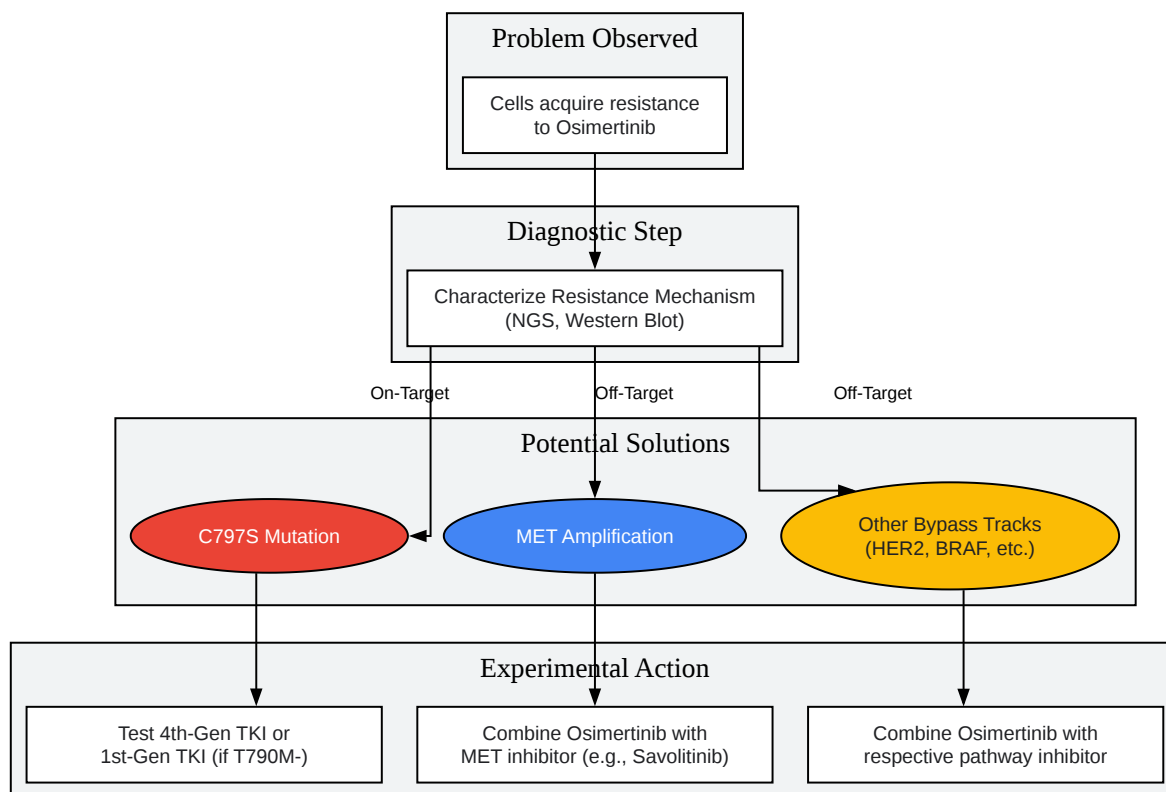 Problem Observed
Cells acquire resistance
to Osimertinib
Diagnostic Step
Characterize Resistance Mechanism
(NGS, Western Blot)
On-Target
Off-Target
Off-Target
Potential Solutions
C797S Mutation
MET Amplification
Other Bypass Tracks
(HER2, BRAF, etc.)
Experimental Action
Test 4th-Gen TKI or
1st-Gen TKI (if T790M-)
Combine Osimertinib with
MET inhibitor (e.g., Savolitinib)
Combine Osimertinib with
respective pathway inhibitor